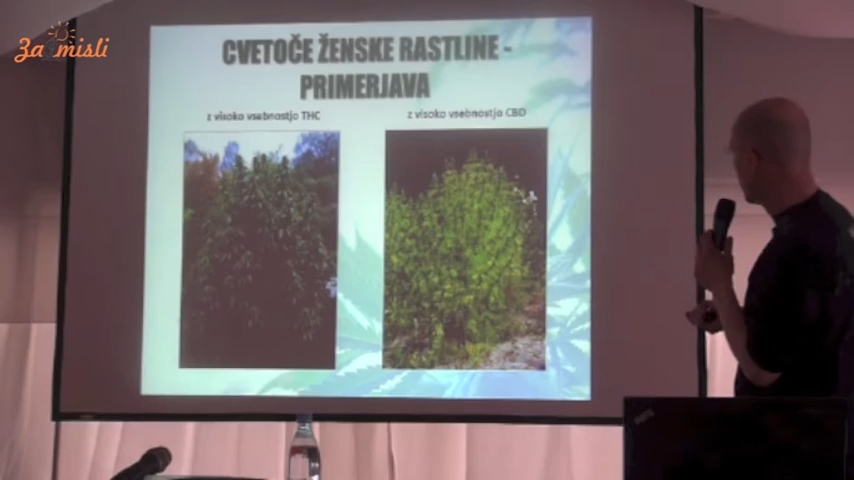 Za misli
CVETOČE ŽENSKE RASTLINE -
PRIMERJAVA
z visoko vsebnostjo THC
z visoko vsebnostjo CBD